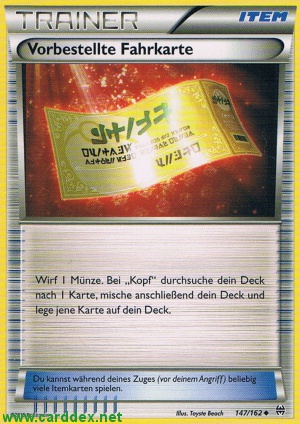 TRAINER
ITEM
Vorbestellte Fahrkarte
Wirf 1 Münze. Bei „Kopf“ durchsuche dein Deck
nach 1 Karte, mische anschließend dein Deck und
lege jene Karte auf dein Deck.
Du kannst während deines Zuges (vor deinem Angriff) beliebig
viele Itemkarten spielen.
www.carddex.net
Illus. Toyste Beach
147/162